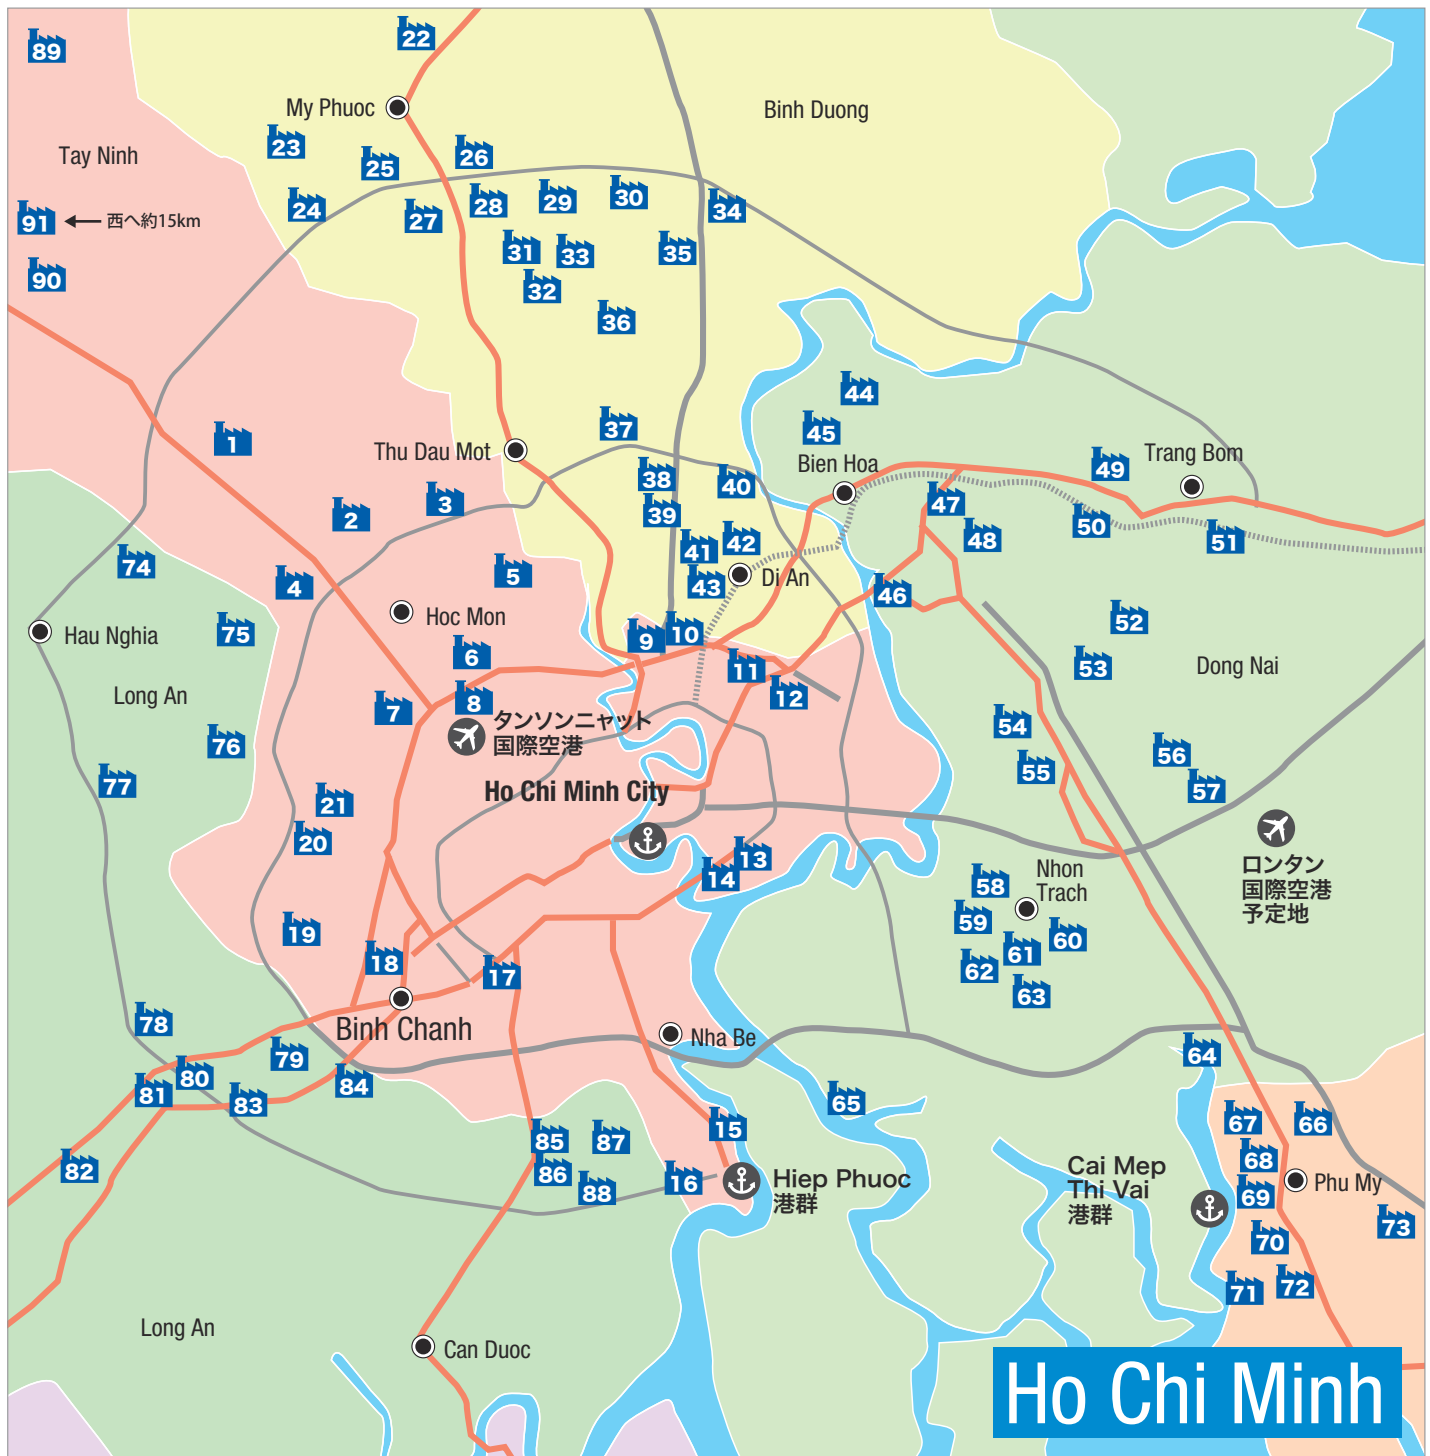 89
22
My Phuoc
Binh Duong
23
Tay Ninh
25
26
24
27
28
29
30
34
91
西へ約15km
31
33
35
90
32
36
44
1
37
45
Thu Dau Mot
Bien Hoa
49
Trang Bom
38
40
2
3
39
47
50
48
51
74
41
42
4
5
43
Di An
46
Hau Nghia
75
Hoc Mon
9
10
52
6
11
53
Dong Nai
Long An
7
8
12
タンソンニャット
国際空港
54
76
55
56
77
57
Ho Chi Minh City
21
20
13
14
ロンタン
国際空港
予定地
58
Nhon
Trach
59
19
60
61
18
17
62
63
78
Binh Chanh
Nha Be
79
64
80
81
84
83
65
67
66
85
87
15
68
82
86
88
16
Hiep Phuoc
港群
Cai Mep
Thi Vai
港群
69
Phu My
73
70
71
72
Long An
Can Duoc
Ho Chi Minh